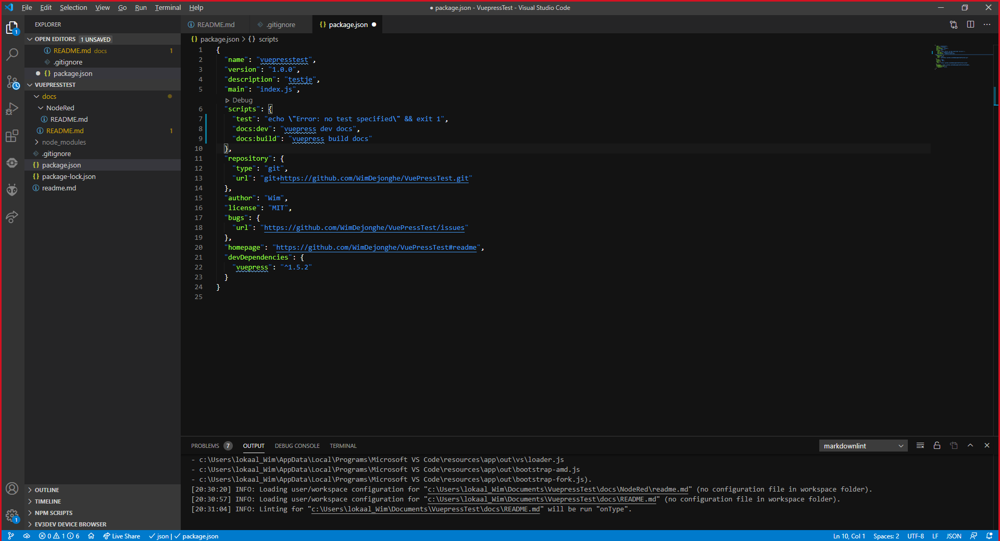 File Edit Selection View Go Run Terminal Help
● package.json - VuepressTest - Visual Studio Code
EXPLORER
OPEN EDITORS 1 UNSAVED
README.md docs 1
.gitignore
● {} package.json
VUEPRESSTEST
docs
NodeRed
README.md
README.md 1
node_modules
.gitignore
{} package.json
{} package-lock.json
readme.md
OUTLINE
TIMELINE
NPM SCRIPTS
EV3DEV DEVICE BROWSER
README.md .gitignore {} package.json ●
{} package.json > {} scripts
1 {
2 "name": "vuepresstest",
3 "version": "1.0.0",
4 "description": "testje",
5 "main": "index.js",
Debug
6 "scripts": {
7 "test": "echo \"Error: no test specified\" && exit 1",
8 "docs:dev": "vuepress dev docs",
9 "docs:build": "vuepress build docs"
10 },
11 "repository": {
12 "type": "git",
13 "url": "git+https://github.com/WimDejonghe/VuePressTest.git"
14 },
15 "author": "Wim",
16 "license": "MIT",
17 "bugs": {
18 "url": "https://github.com/WimDejonghe/VuePressTest/issues"
19 },
20 "homepage": "https://github.com/WimDejonghe/VuePressTest#readme",
21 "devDependencies": {
22 "vuepress": "^1.5.2"
23 }
24 }
25
PROBLEMS 7 OUTPUT DEBUG CONSOLE TERMINAL markdownlint
- c:\Users\lokaal_Wim\AppData\Local\Programs\Microsoft VS Code\resources\app\out\vs\loader.js
- c:\Users\lokaal_Wim\AppData\Local\Programs\Microsoft VS Code\resources\app\out\bootstrap-amd.js
- c:\Users\lokaal_Wim\AppData\Local\Programs\Microsoft VS Code\resources\app\out\bootstrap-fork.js).
[20:30:20] INFO: Loading user/workspace configuration for "c:\Users\lokaal_Wim\Documents\VuepressTest\docs\NodeRed\readme.md" (no configuration file in workspace folder).
[20:30:57] INFO: Loading user/workspace configuration for "c:\Users\lokaal_Wim\Documents\VuepressTest\docs\README.md" (no configuration file in workspace folder).
[20:31:04] INFO: Linting for "c:\Users\lokaal_Wim\Documents\VuepressTest\docs\README.md" will be run "onType".
0 1 6 Live Share json | package.json Ln 10, Col 1 Spaces: 2 UTF-8 LF JSON